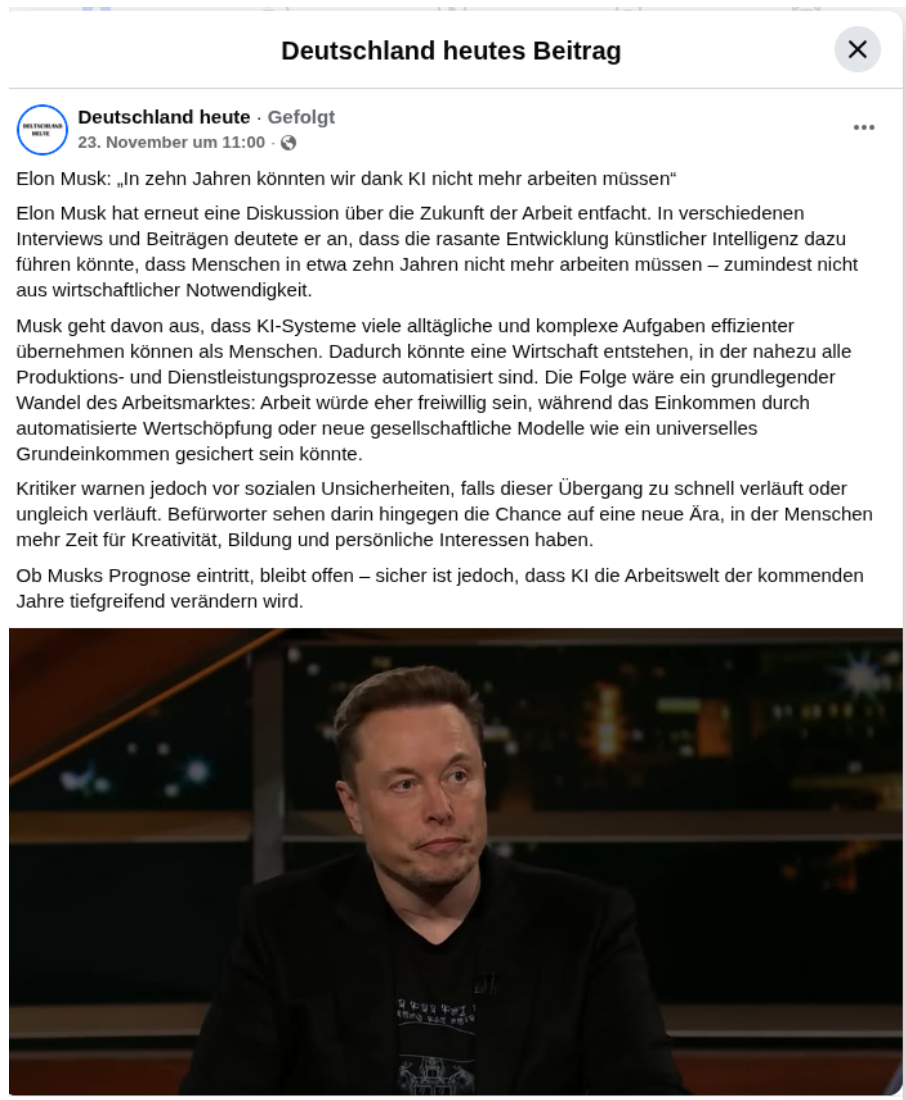 Deutschland heutes Beitrag
DEUTSCHLAND
HEUTE
Deutschland heute · Gefolgt
23. November um 11:00 ·
Elon Musk: „In zehn Jahren könnten wir dank KI nicht mehr arbeiten müssen“
Elon Musk hat erneut eine Diskussion über die Zukunft der Arbeit entfacht. In verschiedenen
Interviews und Beiträgen deutete er an, dass die rasante Entwicklung künstlicher Intelligenz dazu
führen könnte, dass Menschen in etwa zehn Jahren nicht mehr arbeiten müssen – zumindest nicht
aus wirtschaftlicher Notwendigkeit.
Musk geht davon aus, dass KI-Systeme viele alltägliche und komplexe Aufgaben effizienter
übernehmen können als Menschen. Dadurch könnte eine Wirtschaft entstehen, in der nahezu alle
Produktions- und Dienstleistungsprozesse automatisiert sind. Die Folge wäre ein grundlegender
Wandel des Arbeitsmarktes: Arbeit würde eher freiwillig sein, während das Einkommen durch
automatisierte Wertschöpfung oder neue gesellschaftliche Modelle wie ein universelles
Grundeinkommen gesichert sein könnte.
Kritiker warnen jedoch vor sozialen Unsicherheiten, falls dieser Übergang zu schnell verläuft oder
ungleich verläuft. Befürworter sehen darin hingegen die Chance auf eine neue Ära, in der Menschen
mehr Zeit für Kreativität, Bildung und persönliche Interessen haben.
Ob Musks Prognose eintritt, bleibt offen – sicher ist jedoch, dass KI die Arbeitswelt der kommenden
Jahre tiefgreifend verändern wird.